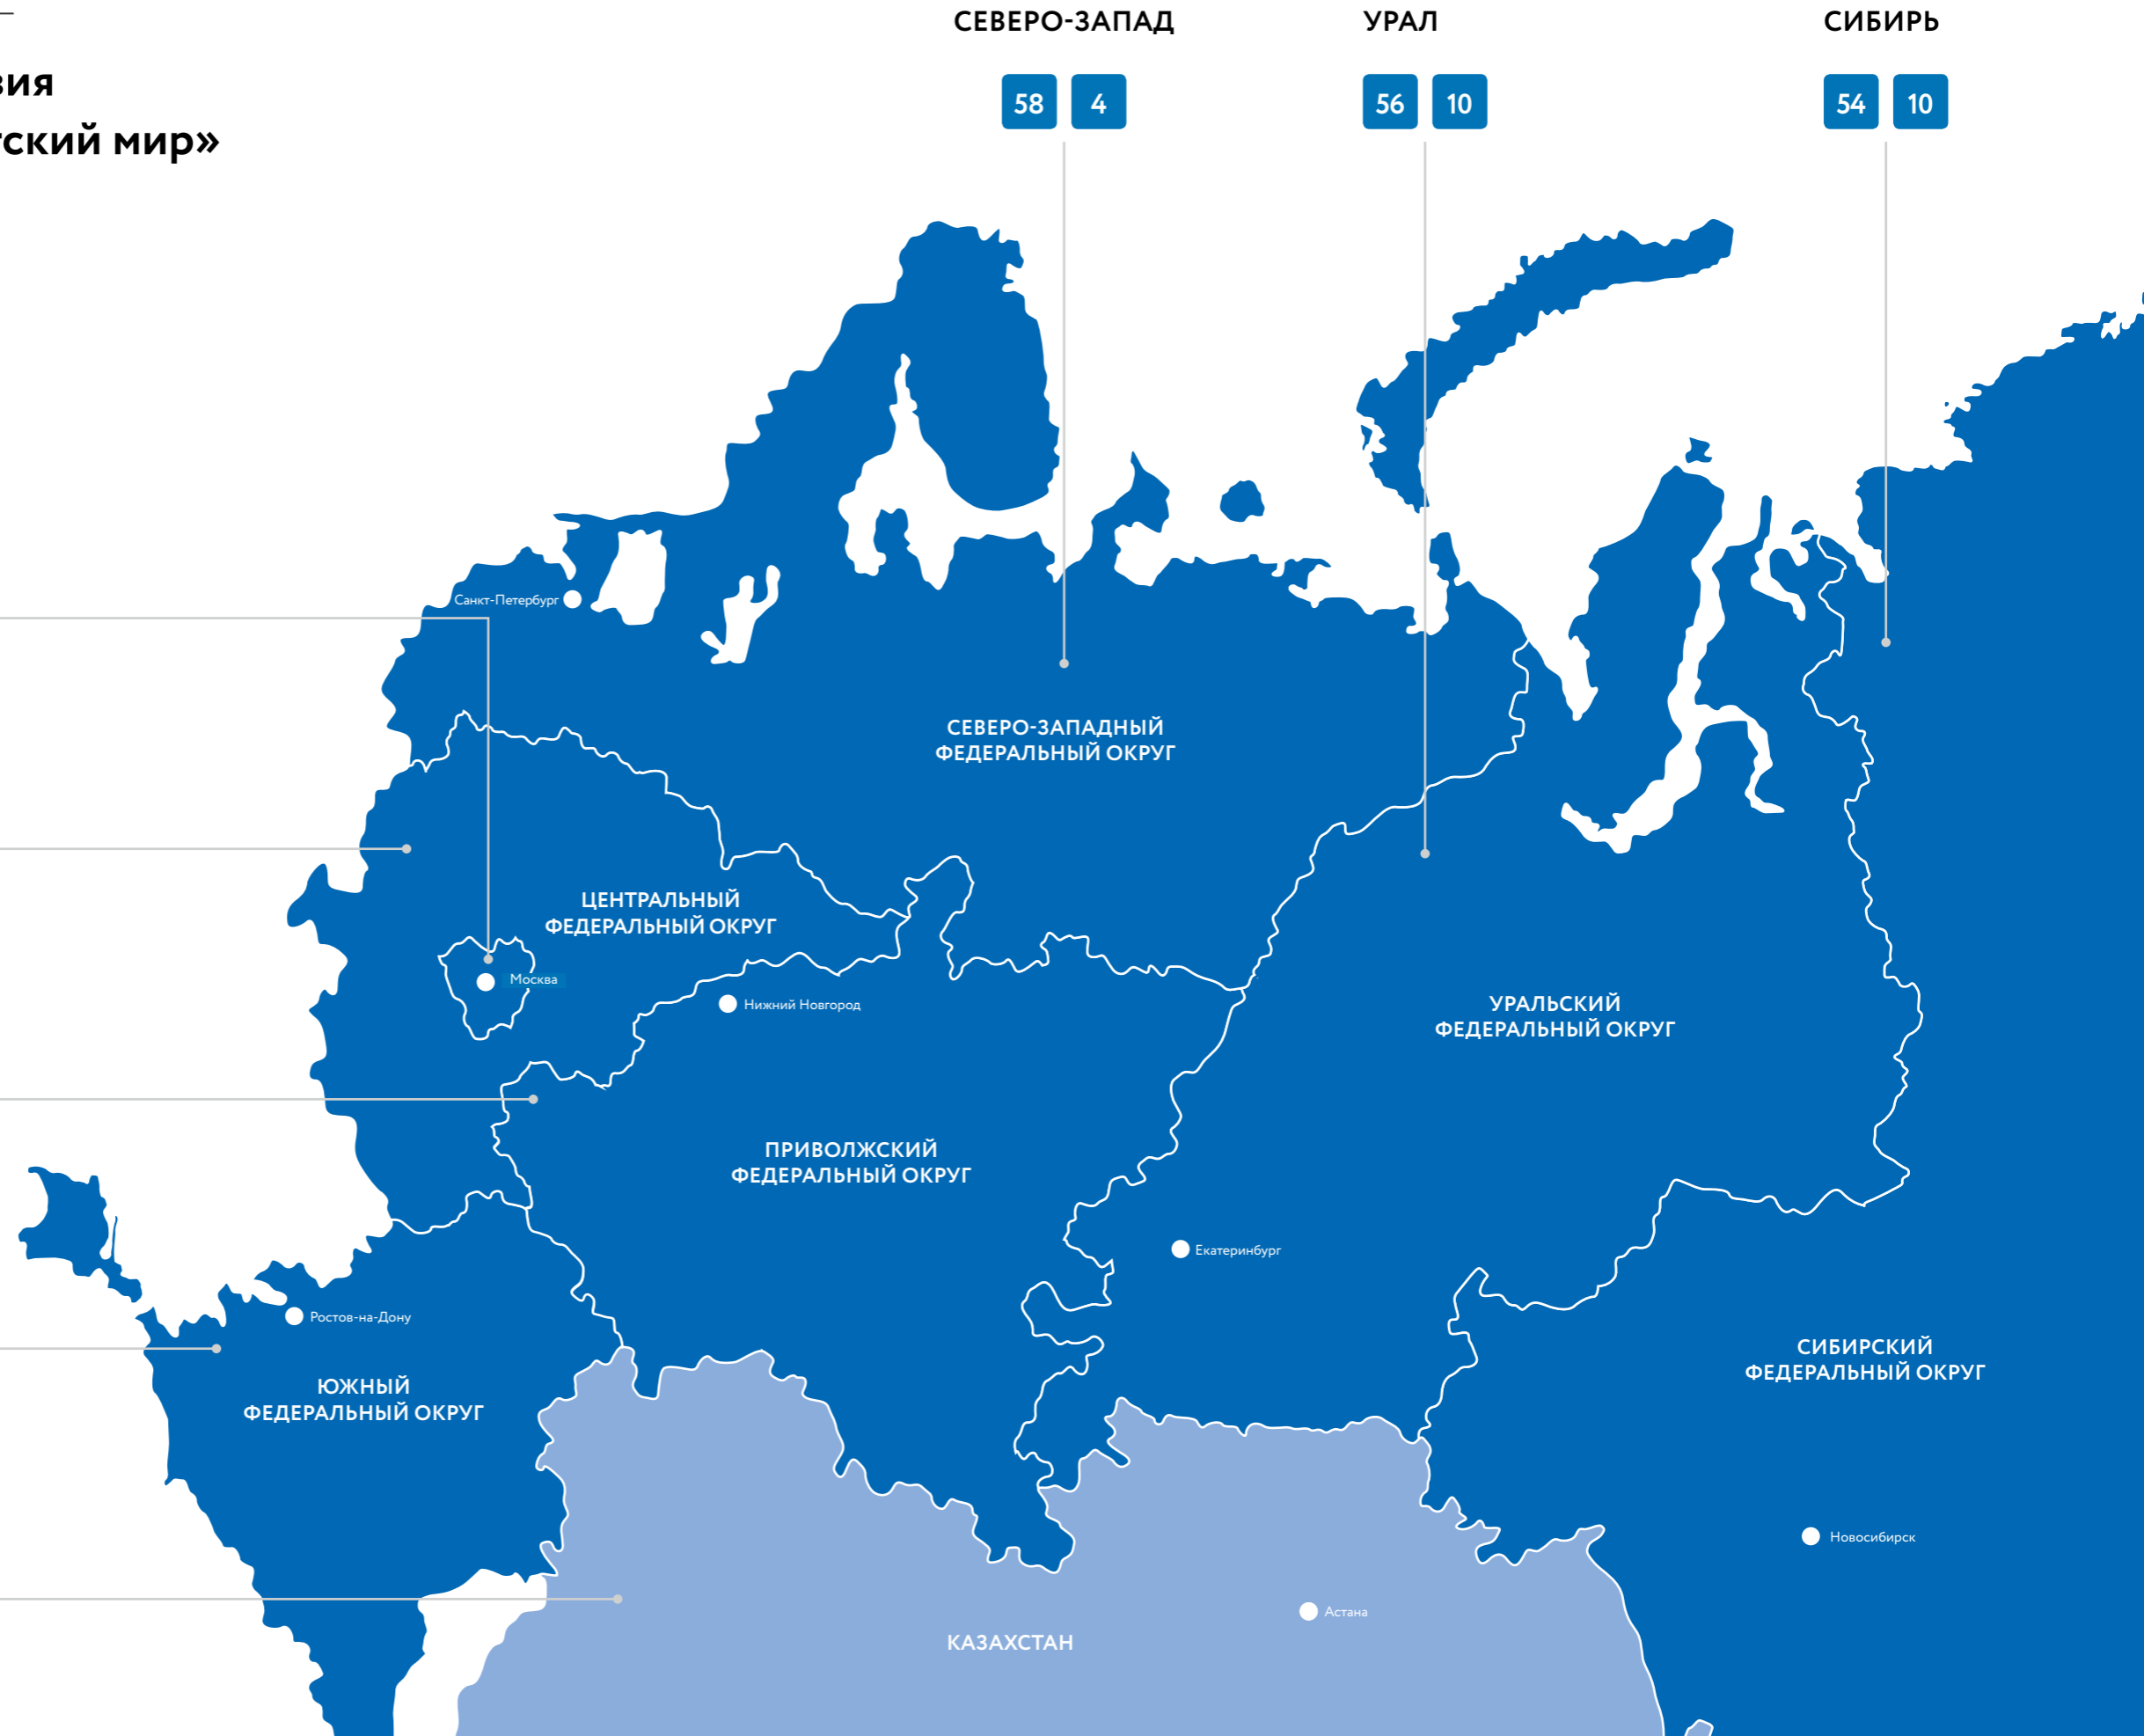 СЕВЕРО-ЗАПАД
58 4
УРАЛ
56 10
СИБИРЬ
54 10
мир»
Санкт-Петербург
СЕВЕРО-ЗАПАДНЫЙ
ФЕДЕРАЛЬНЫЙ ОКРУГ
ЦЕНТРАЛЬНЫЙ
ФЕДЕРАЛЬНЫЙ ОКРУГ
Москва
Нижний Новгород
УРАЛЬСКИЙ
ФЕДЕРАЛЬНЫЙ ОКРУГ
ПРИВОЛЖСКИЙ
ФЕДЕРАЛЬНЫЙ ОКРУГ
Екатеринбург
Ростов-на-Дону
СИБИРСКИЙ
ФЕДЕРАЛЬНЫЙ ОКРУГ
ЮЖНЫЙ
ФЕДЕРАЛЬНЫЙ ОКРУГ
Новосибирск
Астана
КАЗАХСТАН